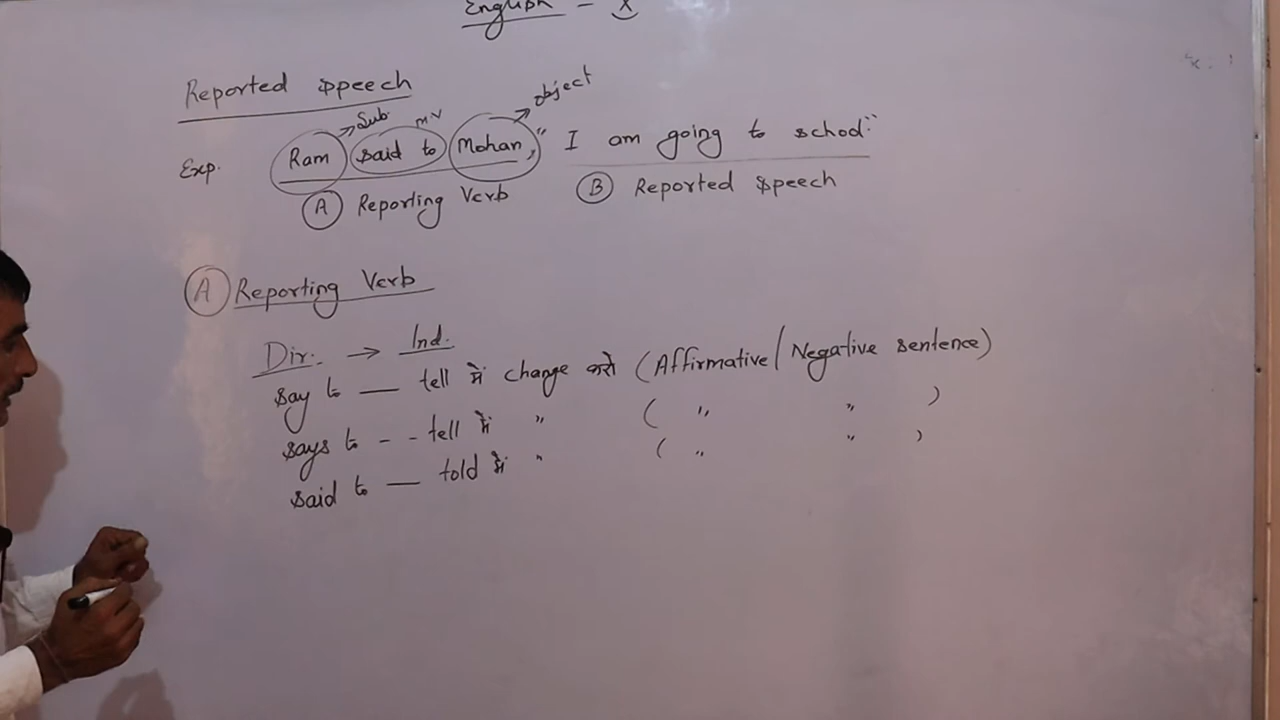 English - X
Reported speech
Exp. Ram →Sub said to M·V Mohan, →object " I am going to school."
(A) Reporting Verb (B) Reported speech
(A) Reporting Verb
Dir. → Ind.
say to — tell में change करो (Affirmative/Negative sentence)
says to - - tell में " ( " " )
said to — told में " ( " " )